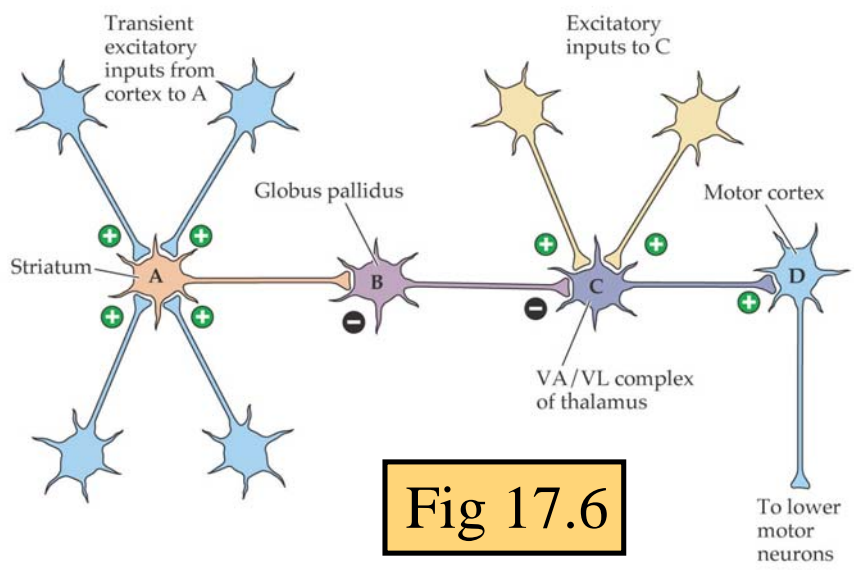 Transient
excitatory
inputs from
cortex to A
Excitatory
inputs to C
Globus pallidus
Motor cortex
+
+
+
+
Striatum
A
B
C
D
+
+
−
−
+
VA/VL complex
of thalamus
Fig 17.6
To lower
motor
neurons